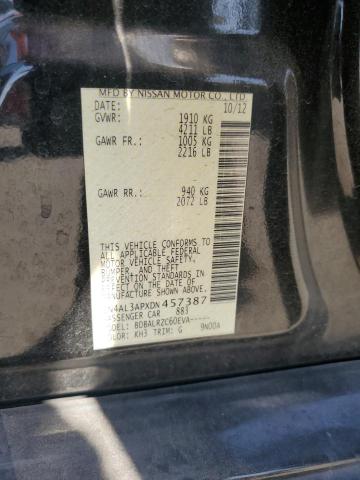 MFD BY NISSAN MOTOR CO., LTD
DATE: 10/12
GVWR: 1910 KG
4211 LB
GAWR FR.: 1005 KG
2216 LB
GAWR RR.: 940 KG
2072 LB
THIS VEHICLE CONFORMS TO ALL
APPLICABLE FEDERAL MOTOR
VEHICLE SAFETY,
BUMPER, AND THEFT
PREVENTION STANDARDS
IN EFFECT ON THE DATE OF
MANUFACTURE SHOWN ABOVE.
N4AL3APXDN457387
PASSENGER CAR 883
MODEL: BDBALRZC60EVA-----
COLOR: KH3 TRIM: G 9N00A